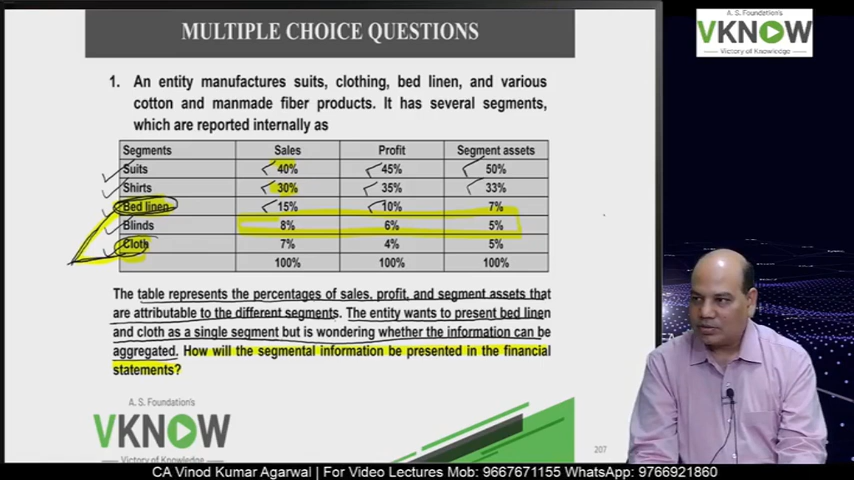 MULTIPLE CHOICE QUESTIONS
A. S. Foundation's
VKNOW
Victory of Knowledge
1. An entity manufactures suits, clothing, bed linen, and various
cotton and manmade fiber products. It has several segments,
which are reported internally as
Segments Sales Profit Segment assets
Suits 40% 45% 50%
Shirts 30% 35% 33%
Bed linen 15% 10% 7%
Blinds 8% 6% 5%
Cloth 7% 4% 5%
100% 100% 100%
The table represents the percentages of sales, profit, and segment assets that
are attributable to the different segments. The entity wants to present bed linen
and cloth as a single segment but is wondering whether the information can be
aggregated. How will the segmental information be presented in the financial
statements?
A. S. Foundation's
VKNOW
Victory of Knowledge
207
CA Vinod Kumar Agarwal | For Video Lectures Mob: 9667671155 WhatsApp: 9766921860